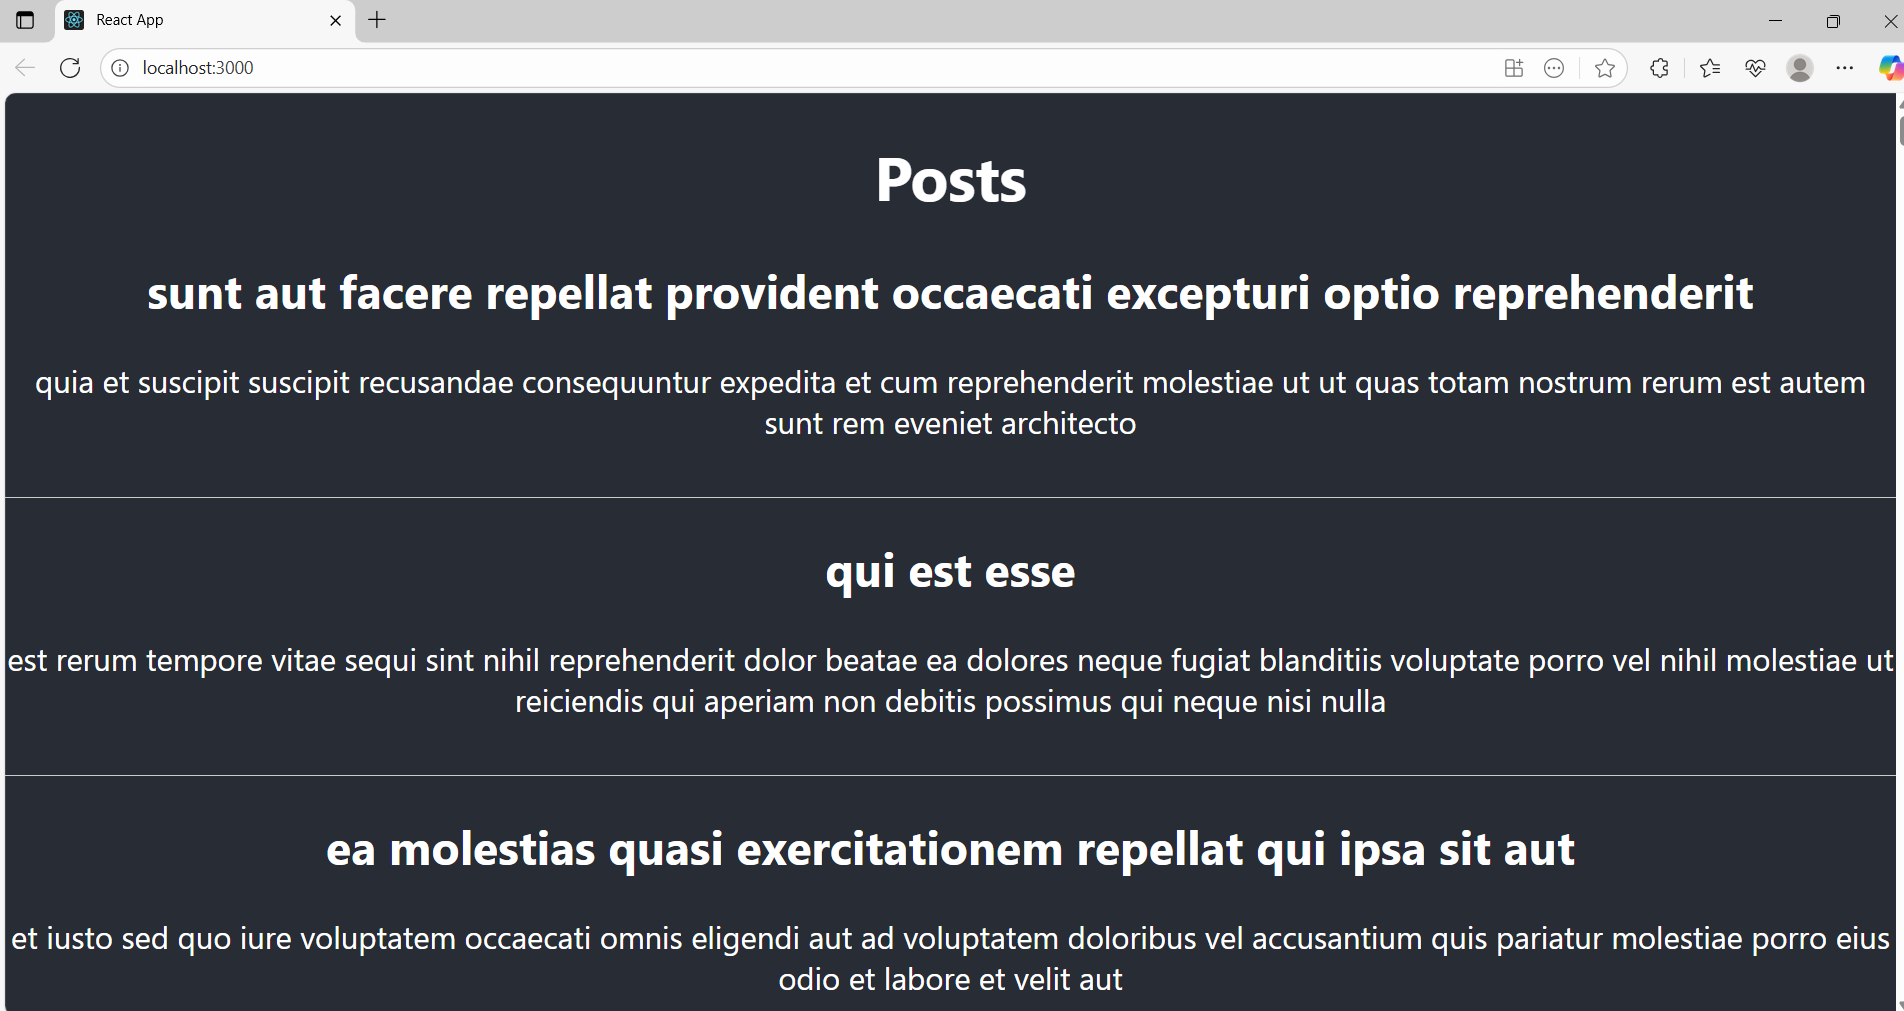 React App
localhost:3000
Posts
sunt aut facere repellat provident occaecati excepturi optio reprehenderit
quia et suscipit suscipit recusandae consequuntur expedita et cum reprehenderit molestiae ut ut quas totam nostrum rerum est autem
sunt rem eveniet architecto
qui est esse
est rerum tempore vitae sequi sint nihil reprehenderit dolor beatae ea dolores neque fugiat blanditiis voluptate porro vel nihil molestiae ut
reiciendis qui aperiam non debitis possimus qui neque nisi nulla
ea molestias quasi exercitationem repellat qui ipsa sit aut
et iusto sed quo iure voluptatem occaecati omnis eligendi aut ad voluptatem doloribus vel accusantium quis pariatur molestiae porro eius
odio et labore et velit aut